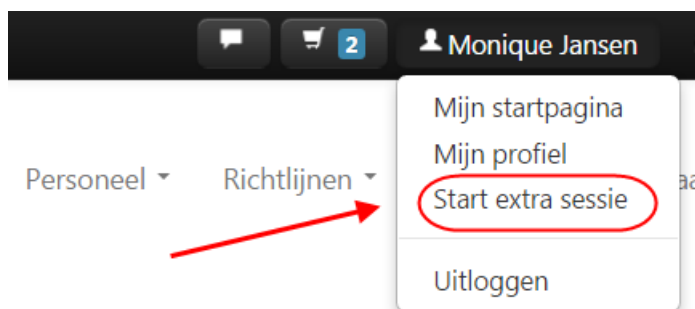 2 Monique Jansen
Mijn startpagina
Mijn profiel
Personeel Richtlijnen
Start extra sessie
Uitloggen